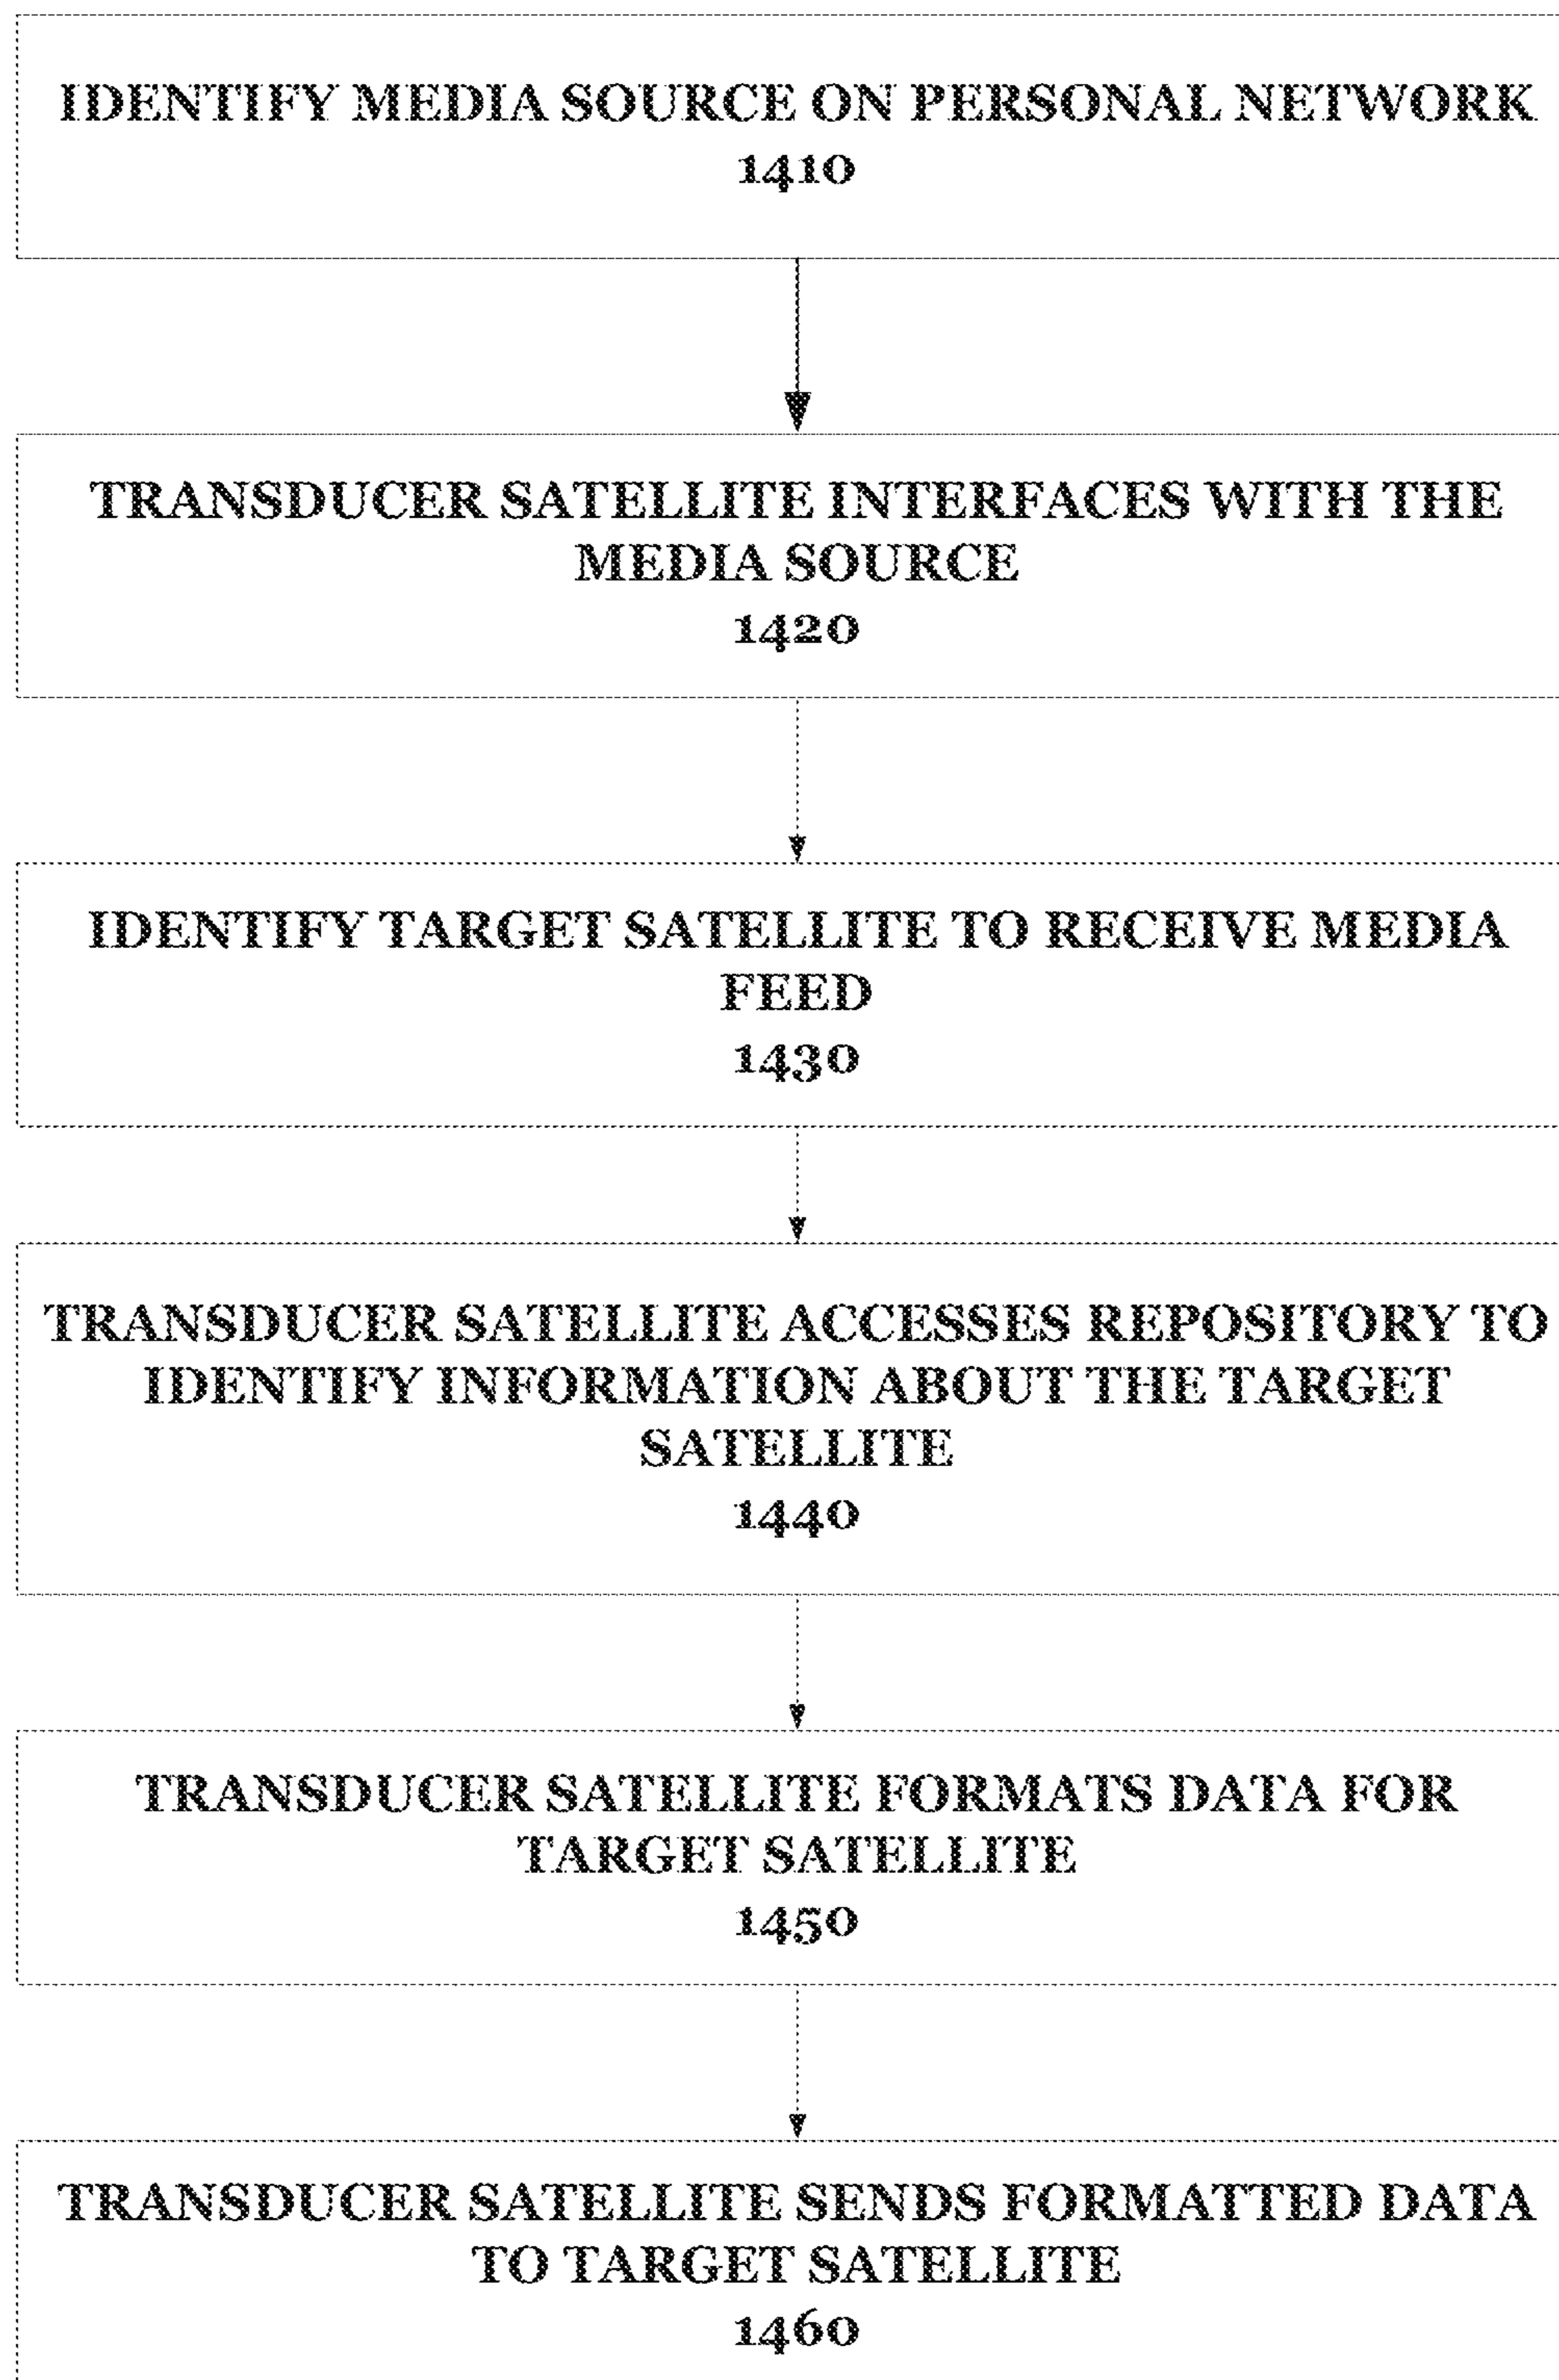 IDENTIFY MEDIA SOURCE ON PERSONAL NETWORK
1410
TRANSDUCER SATELLITE INTERFACES WITH THE
MEDIA SOURCE
1420
IDENTIFY TARGET SATELLITE TO RECEIVE MEDIA
FEED
1430
TRANSDUCER SATELLITE ACCESSES REPOSITORY TO
IDENTIFY INFORMATION ABOUT THE TARGET
SATELLITE
1440
TRANSDUCER SATELLITE FORMATS DATA FOR
TARGET SATELLITE
1450
TRANSDUCER SATELLITE SENDS FORMATTED DATA
TO TARGET SATELLITE
1460